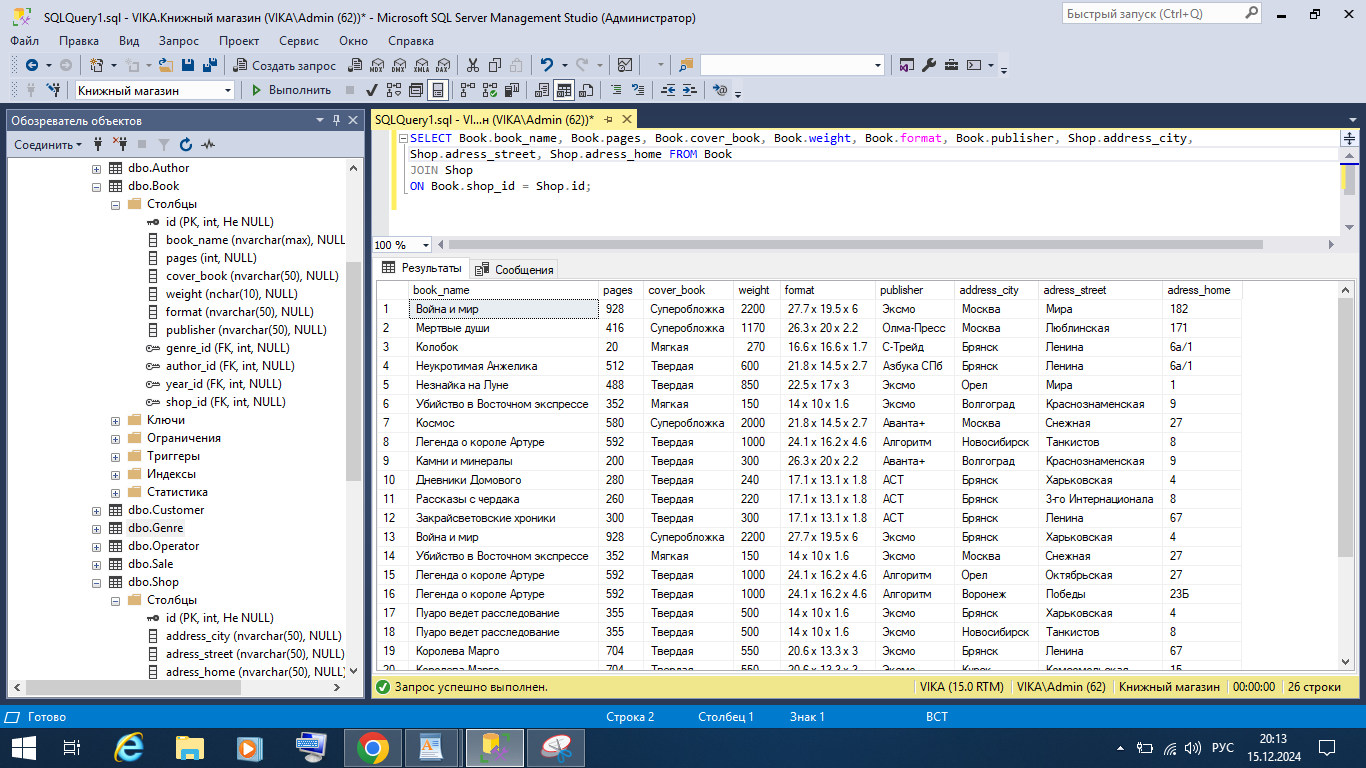 SQLQuery1.sql - VIKA.Книжный магазин (VIKA\Admin (62))* - Microsoft SQL Server Management Studio (Администратор)
Быстрый запуск (Ctrl+Q)
Файл Правка Вид Запрос Проект Сервис Окно Справка
Создать запрос MDX DMX XMLA DAX
Книжный магазин Выполнить
Обозреватель объектов
Соединить
dbo.Author
dbo.Book
Столбцы
id (PK, int, Не NULL)
book_name (nvarchar(max), NULL
pages (int, NULL)
cover_book (nvarchar(50), NULL)
weight (nchar(10), NULL)
format (nvarchar(50), NULL)
publisher (nvarchar(50), NULL)
genre_id (FK, int, NULL)
author_id (FK, int, NULL)
year_id (FK, int, NULL)
shop_id (FK, int, NULL)
Ключи
Ограничения
Триггеры
Индексы
Статистика
dbo.Customer
dbo.Genre
dbo.Operator
dbo.Sale
dbo.Shop
Столбцы
id (PK, int, Не NULL)
address_city (nvarchar(50), NULL)
adress_street (nvarchar(50), NULL)
adress_home (nvarchar(50), NULL)
SQLQuery1.sql - VI...н (VIKA\Admin (62))*
SELECT Book.book_name, Book.pages, Book.cover_book, Book.weight, Book.format, Book.publisher, Shop.address_city,
Shop.adress_street, Shop.adress_home FROM Book
JOIN Shop
ON Book.shop_id = Shop.id;
100 %
Результаты Сообщения
book_name pages cover_book weight format publisher address_city adress_street adress_home
1 Война и мир 928 Суперобложка 2200 27.7 x 19.5 x 6 Эксмо Москва Мира 182
2 Мертвые души 416 Суперобложка 1170 26.3 x 20 x 2.2 Олма-Пресс Москва Люблинская 171
3 Колобок 20 Мягкая 270 16.6 x 16.6 x 1.7 С-Трейд Брянск Ленина 6а/1
4 Неукротимая Анжелика 512 Твердая 600 21.8 x 14.5 x 2.7 Азбука СПб Брянск Ленина 6а/1
5 Незнайка на Луне 488 Твердая 850 22.5 x 17 x 3 Эксмо Орел Мира 1
6 Убийство в Восточном экспрессе 352 Мягкая 150 14 x 10 x 1.6 Эксмо Волгоград Краснознаменская 9
7 Космос 580 Суперобложка 2000 21.8 x 14.5 x 2.7 Аванта+ Москва Снежная 27
8 Легенда о короле Артуре 592 Твердая 1000 24.1 x 16.2 x 4.6 Алгоритм Новосибирск Танкистов 8
9 Камни и минералы 200 Твердая 300 26.3 x 20 x 2.2 Аванта+ Волгоград Краснознаменская 9
10 Дневники Домового 280 Твердая 240 17.1 x 13.1 x 1.8 АСТ Брянск Харьковская 4
11 Рассказы с чердака 260 Твердая 220 17.1 x 13.1 x 1.8 АСТ Брянск 3-го Интернационала 8
12 Закрайсветовские хроники 300 Твердая 300 17.1 x 13.1 x 1.8 АСТ Брянск Ленина 67
13 Война и мир 928 Суперобложка 2200 27.7 x 19.5 x 6 Эксмо Брянск Харьковская 4
14 Убийство в Восточном экспрессе 352 Мягкая 150 14 x 10 x 1.6 Эксмо Москва Снежная 27
15 Легенда о короле Артуре 592 Твердая 1000 24.1 x 16.2 x 4.6 Алгоритм Орел Октябрьская 27
16 Легенда о короле Артуре 592 Твердая 1000 24.1 x 16.2 x 4.6 Алгоритм Воронеж Победы 23Б
17 Пуаро ведет расследование 355 Твердая 500 14 x 10 x 1.6 Эксмо Брянск Харьковская 4
18 Пуаро ведет расследование 355 Твердая 500 14 x 10 x 1.6 Эксмо Новосибирск Танкистов 8
19 Королева Марго 704 Твердая 550 20.6 x 13.3 x 3 Эксмо Брянск Ленина 67
20 Королева Марго 704 Твердая 550 20.6 x 13.3 x 3 Эксмо Курск Комсомольская 15
Запрос успешно выполнен. VIKA (15.0 RTM) VIKA\Admin (62) Книжный магазин 00:00:00 26 строки
Готово Строка 2 Столбец 1 Знак 1 ВСТ
РУС 20:13
15.12.2024